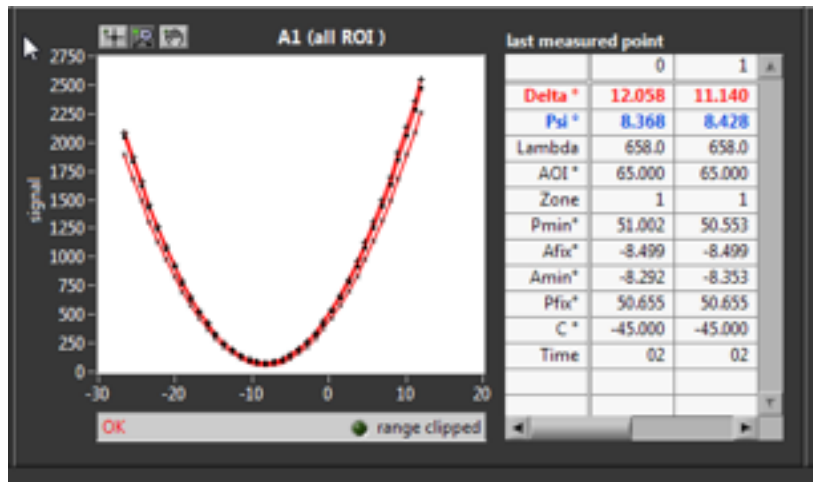 A1 (all ROI )
2750
2500
2250
2000
1750
1500
1250
1000
750
500
250
0
signal
-30 -20 -10 0 10 20
OK range clipped
last measured point
0 1
Delta ° 12.058 11.140
Psi ° 8.368 8.428
Lambda 658.0 658.0
AOI ° 65.000 65.000
Zone 1 1
Pmin° 51.002 50.553
Afix° -8.499 -8.499
Amin° -8.292 -8.353
Pfix° 50.655 50.655
C ° -45.000 -45.000
Time 02 02